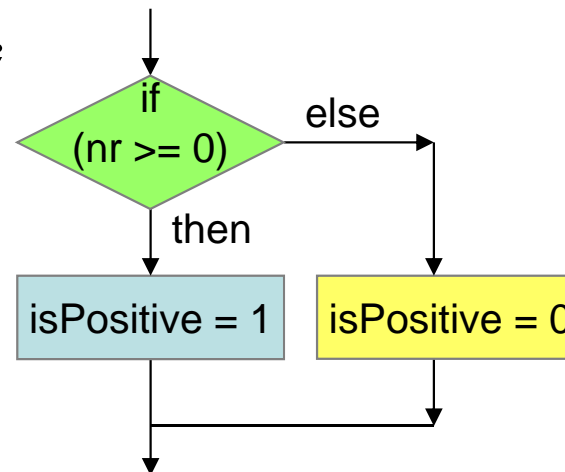 if
(nr >= 0)
else
then
isPositive = 1
isPositive = 0